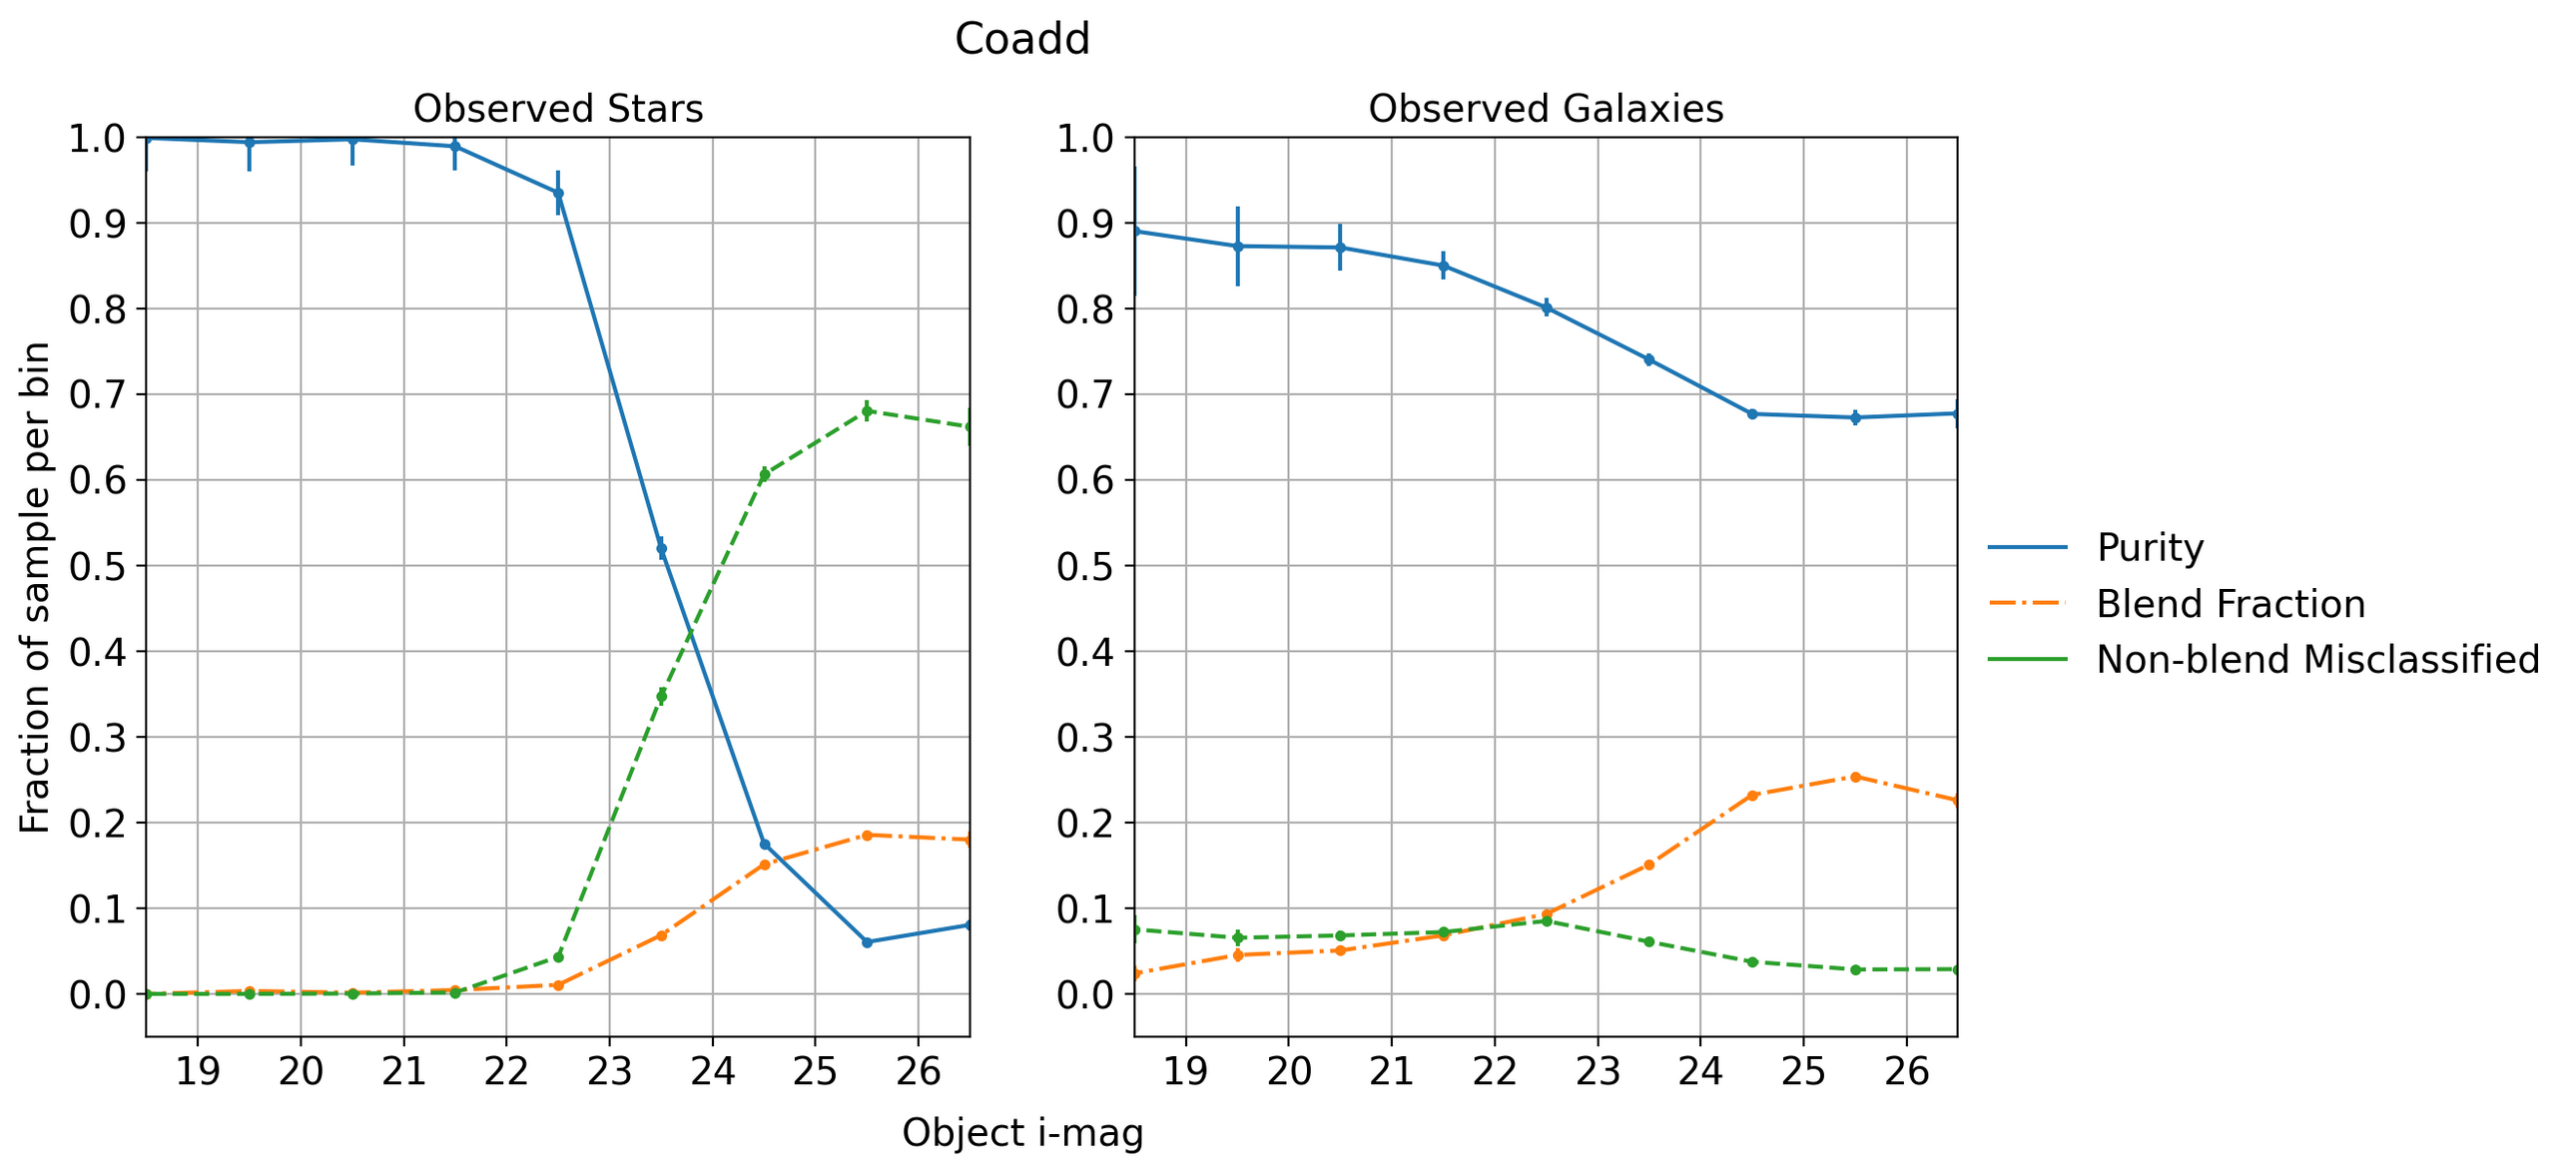 Coadd
Observed Stars
Observed Galaxies
Fraction of sample per bin
1.0
0.9
0.8
0.7
0.6
0.5
0.4
0.3
0.2
0.1
0.0
19 20 21 22 23 24 25 26
1.0
0.9
0.8
0.7
0.6
0.5
0.4
0.3
0.2
0.1
0.0
19 20 21 22 23 24 25 26
Object i-mag
Purity
Blend Fraction
Non-blend Misclassified